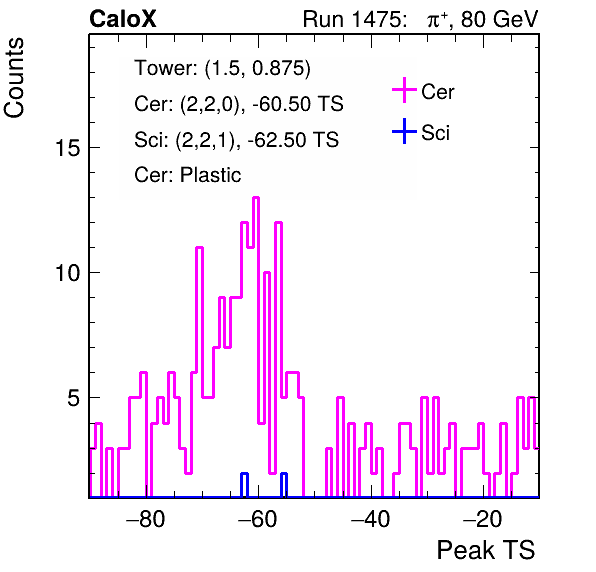 CaloX Run 1475: π⁺, 80 GeV
Counts
Tower: (1.5, 0.875)
Cer: (2,2,0), -60.50 TS
Sci: (2,2,1), -62.50 TS
Cer: Plastic
Cer
Sci
15
10
5
−80 −60 −40 −20
Peak TS